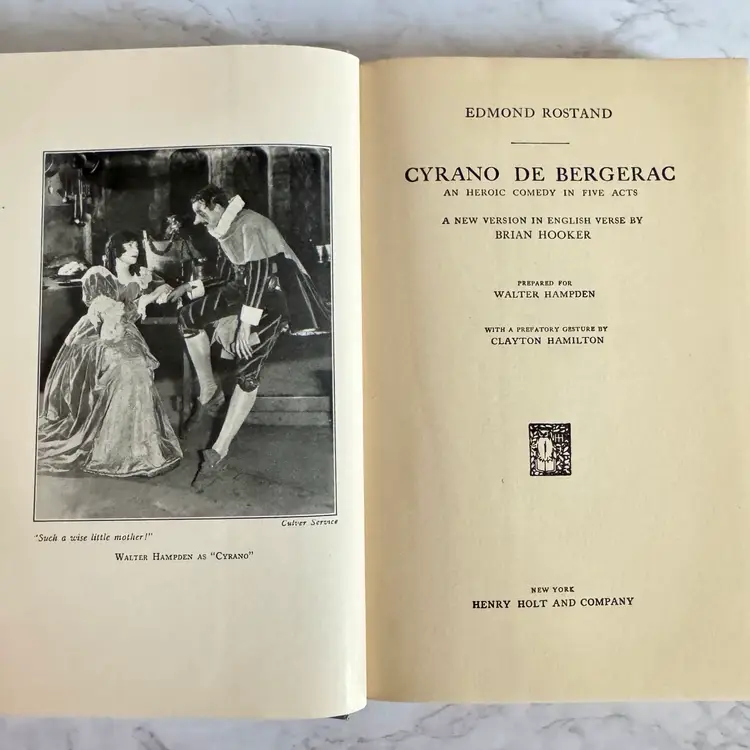 Culver Service
"Such a wise little mother!"
WALTER HAMPDEN AS "CYRANO"
EDMOND ROSTAND
CYRANO DE BERGERAC
AN HEROIC COMEDY IN FIVE ACTS
A NEW VERSION IN ENGLISH VERSE BY
BRIAN HOOKER
PREPARED FOR
WALTER HAMPDEN
WITH A PREFATORY GESTURE BY
CLAYTON HAMILTON
NEW YORK
HENRY HOLT AND COMPANY